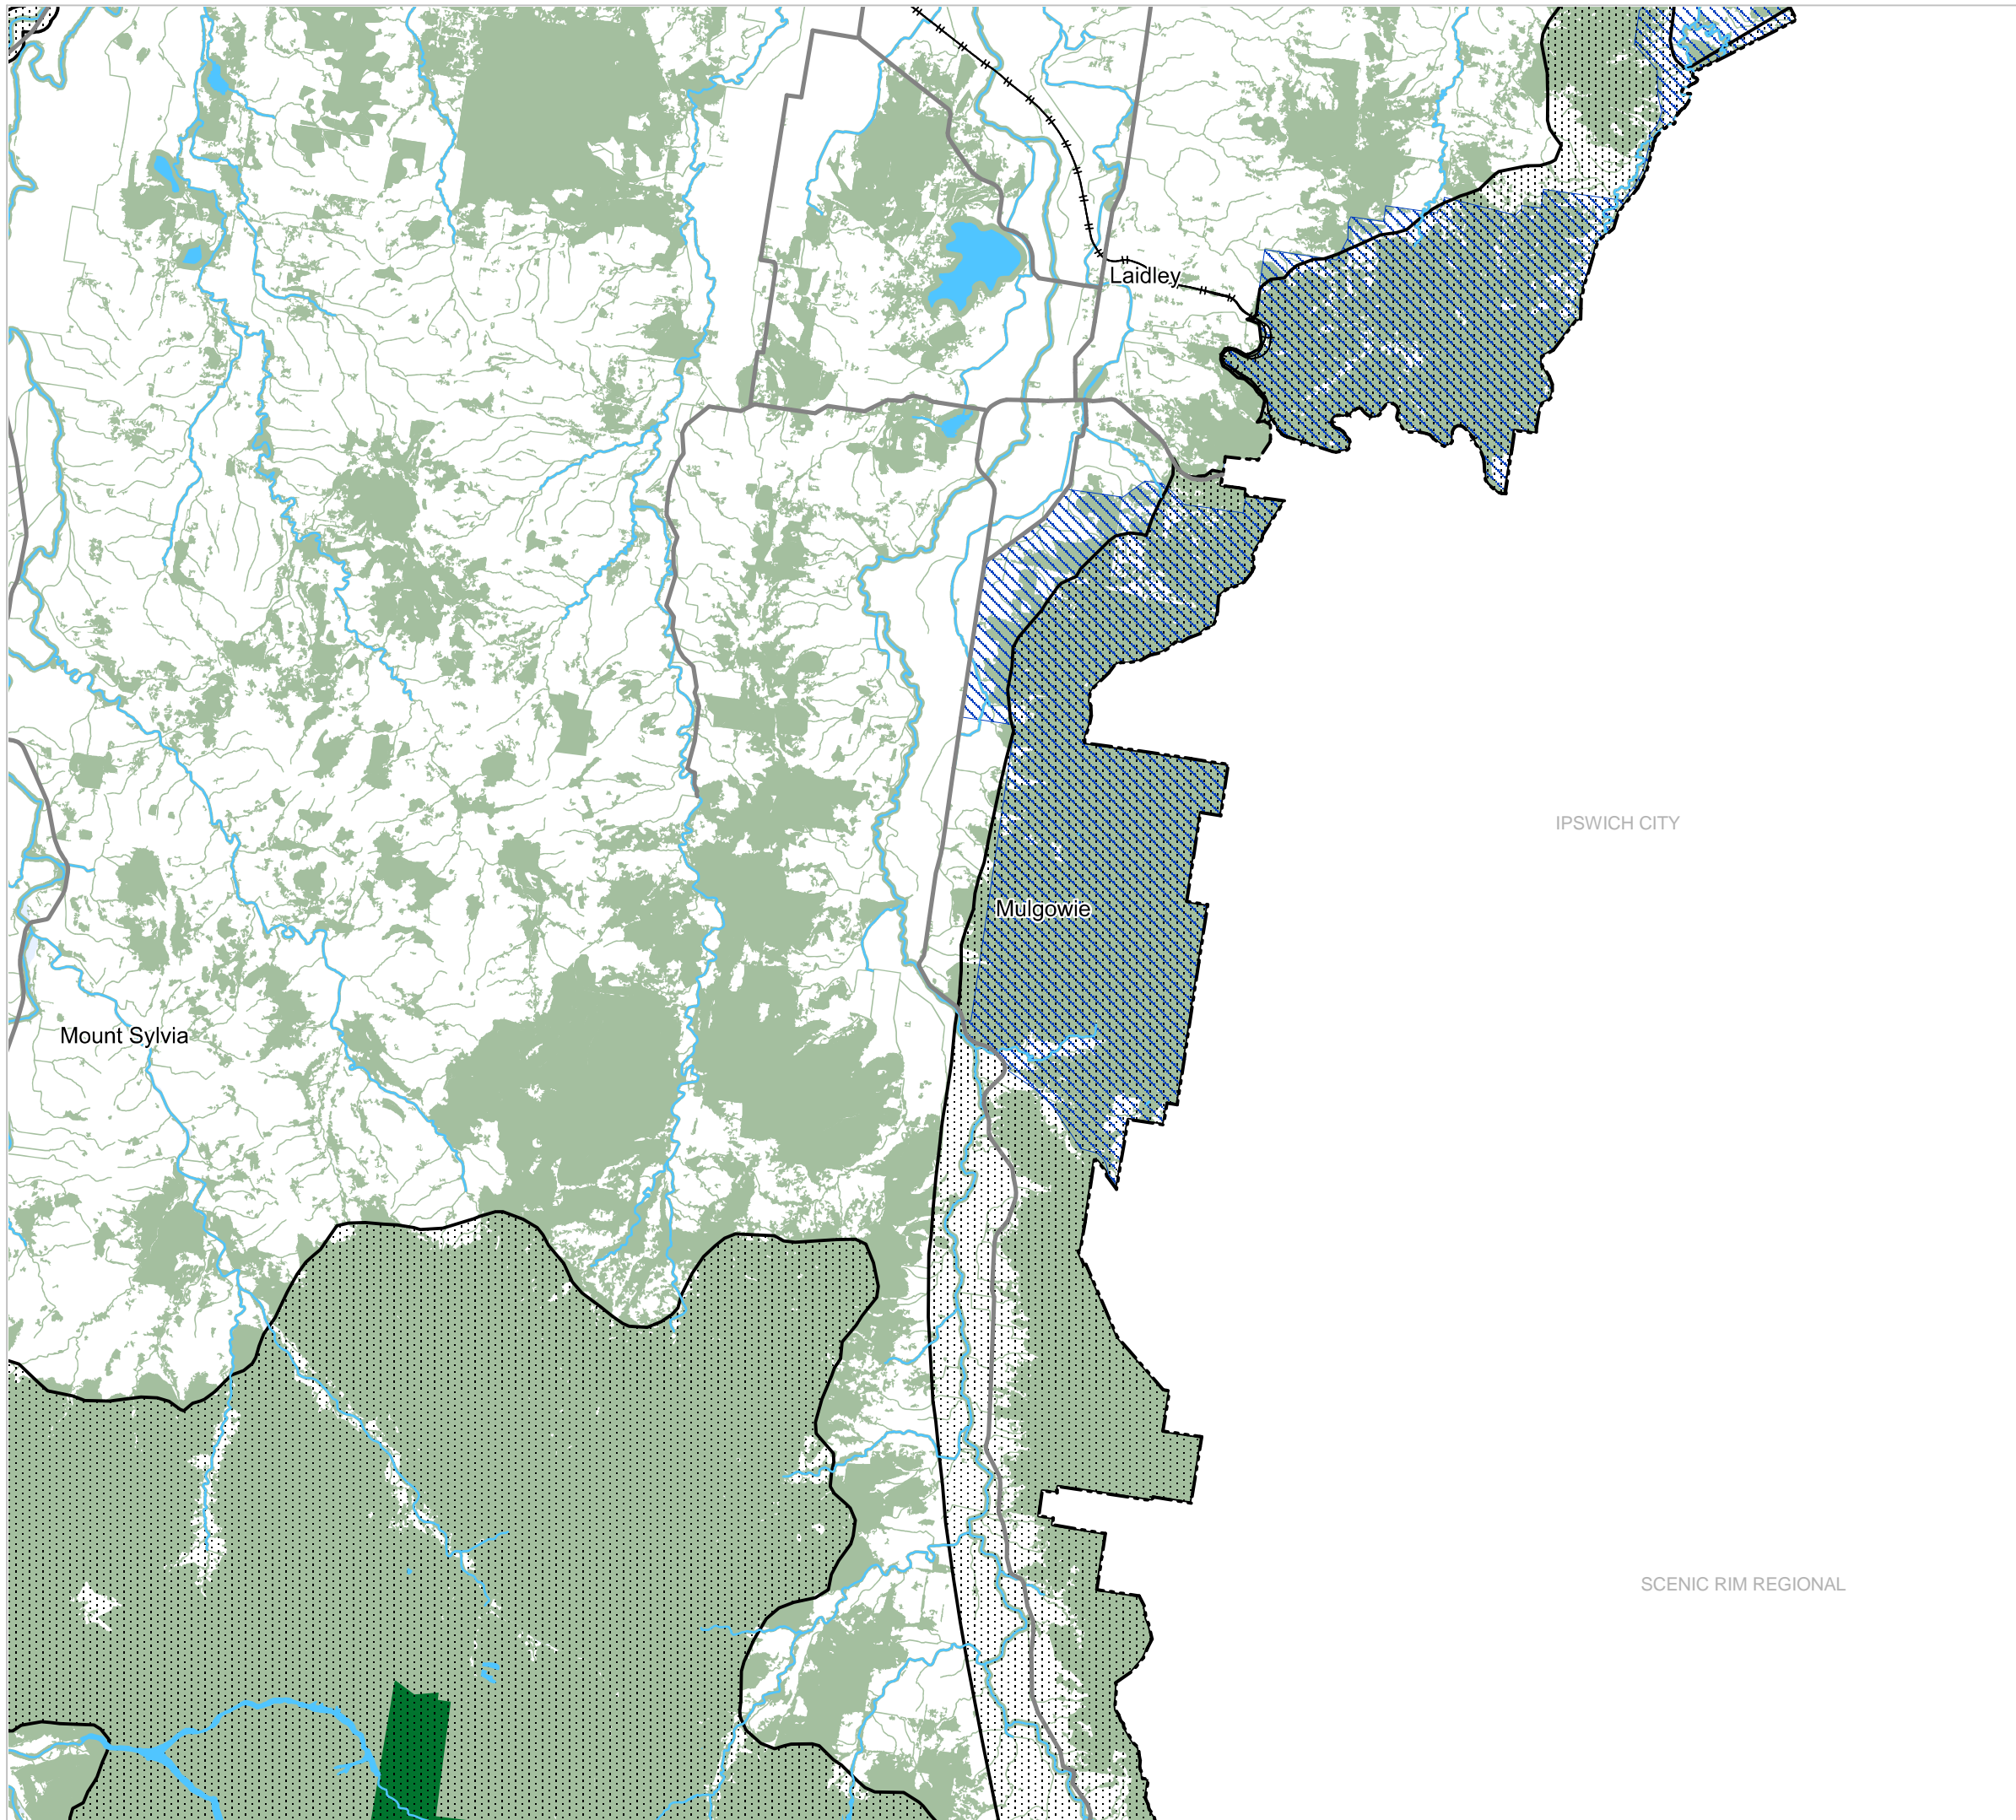 Laidley
IPSWICH CITY
Mulgowie
Mount Sylvia
SCENIC RIM REGIONAL